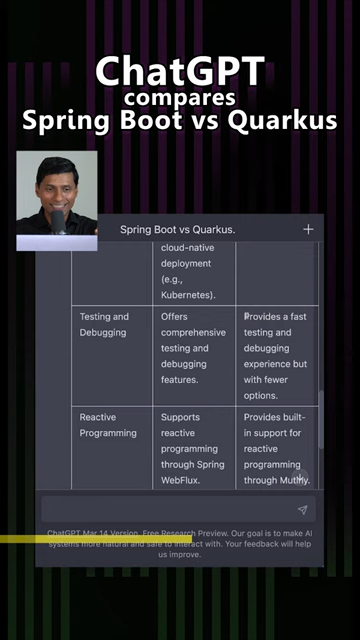 ChatGPT
compares
Spring Boot vs Quarkus
Spring Boot vs Quarkus.
cloud-native
deployment
(e.g.,
Kubernetes).
Testing and
Debugging
Offers
comprehensive
testing and
debugging
features.
Provides a fast
testing and
debugging
experience but
with fewer
options.
Reactive
Programming
Supports
reactive
programming
through Spring
WebFlux.
Provides built-
in support for
reactive
programming
through Mutiny.
ChatGPT Mar 14 Version. Free Research Preview. Our goal is to make AI
systems more natural and safe to interact with. Your feedback will help
us improve.